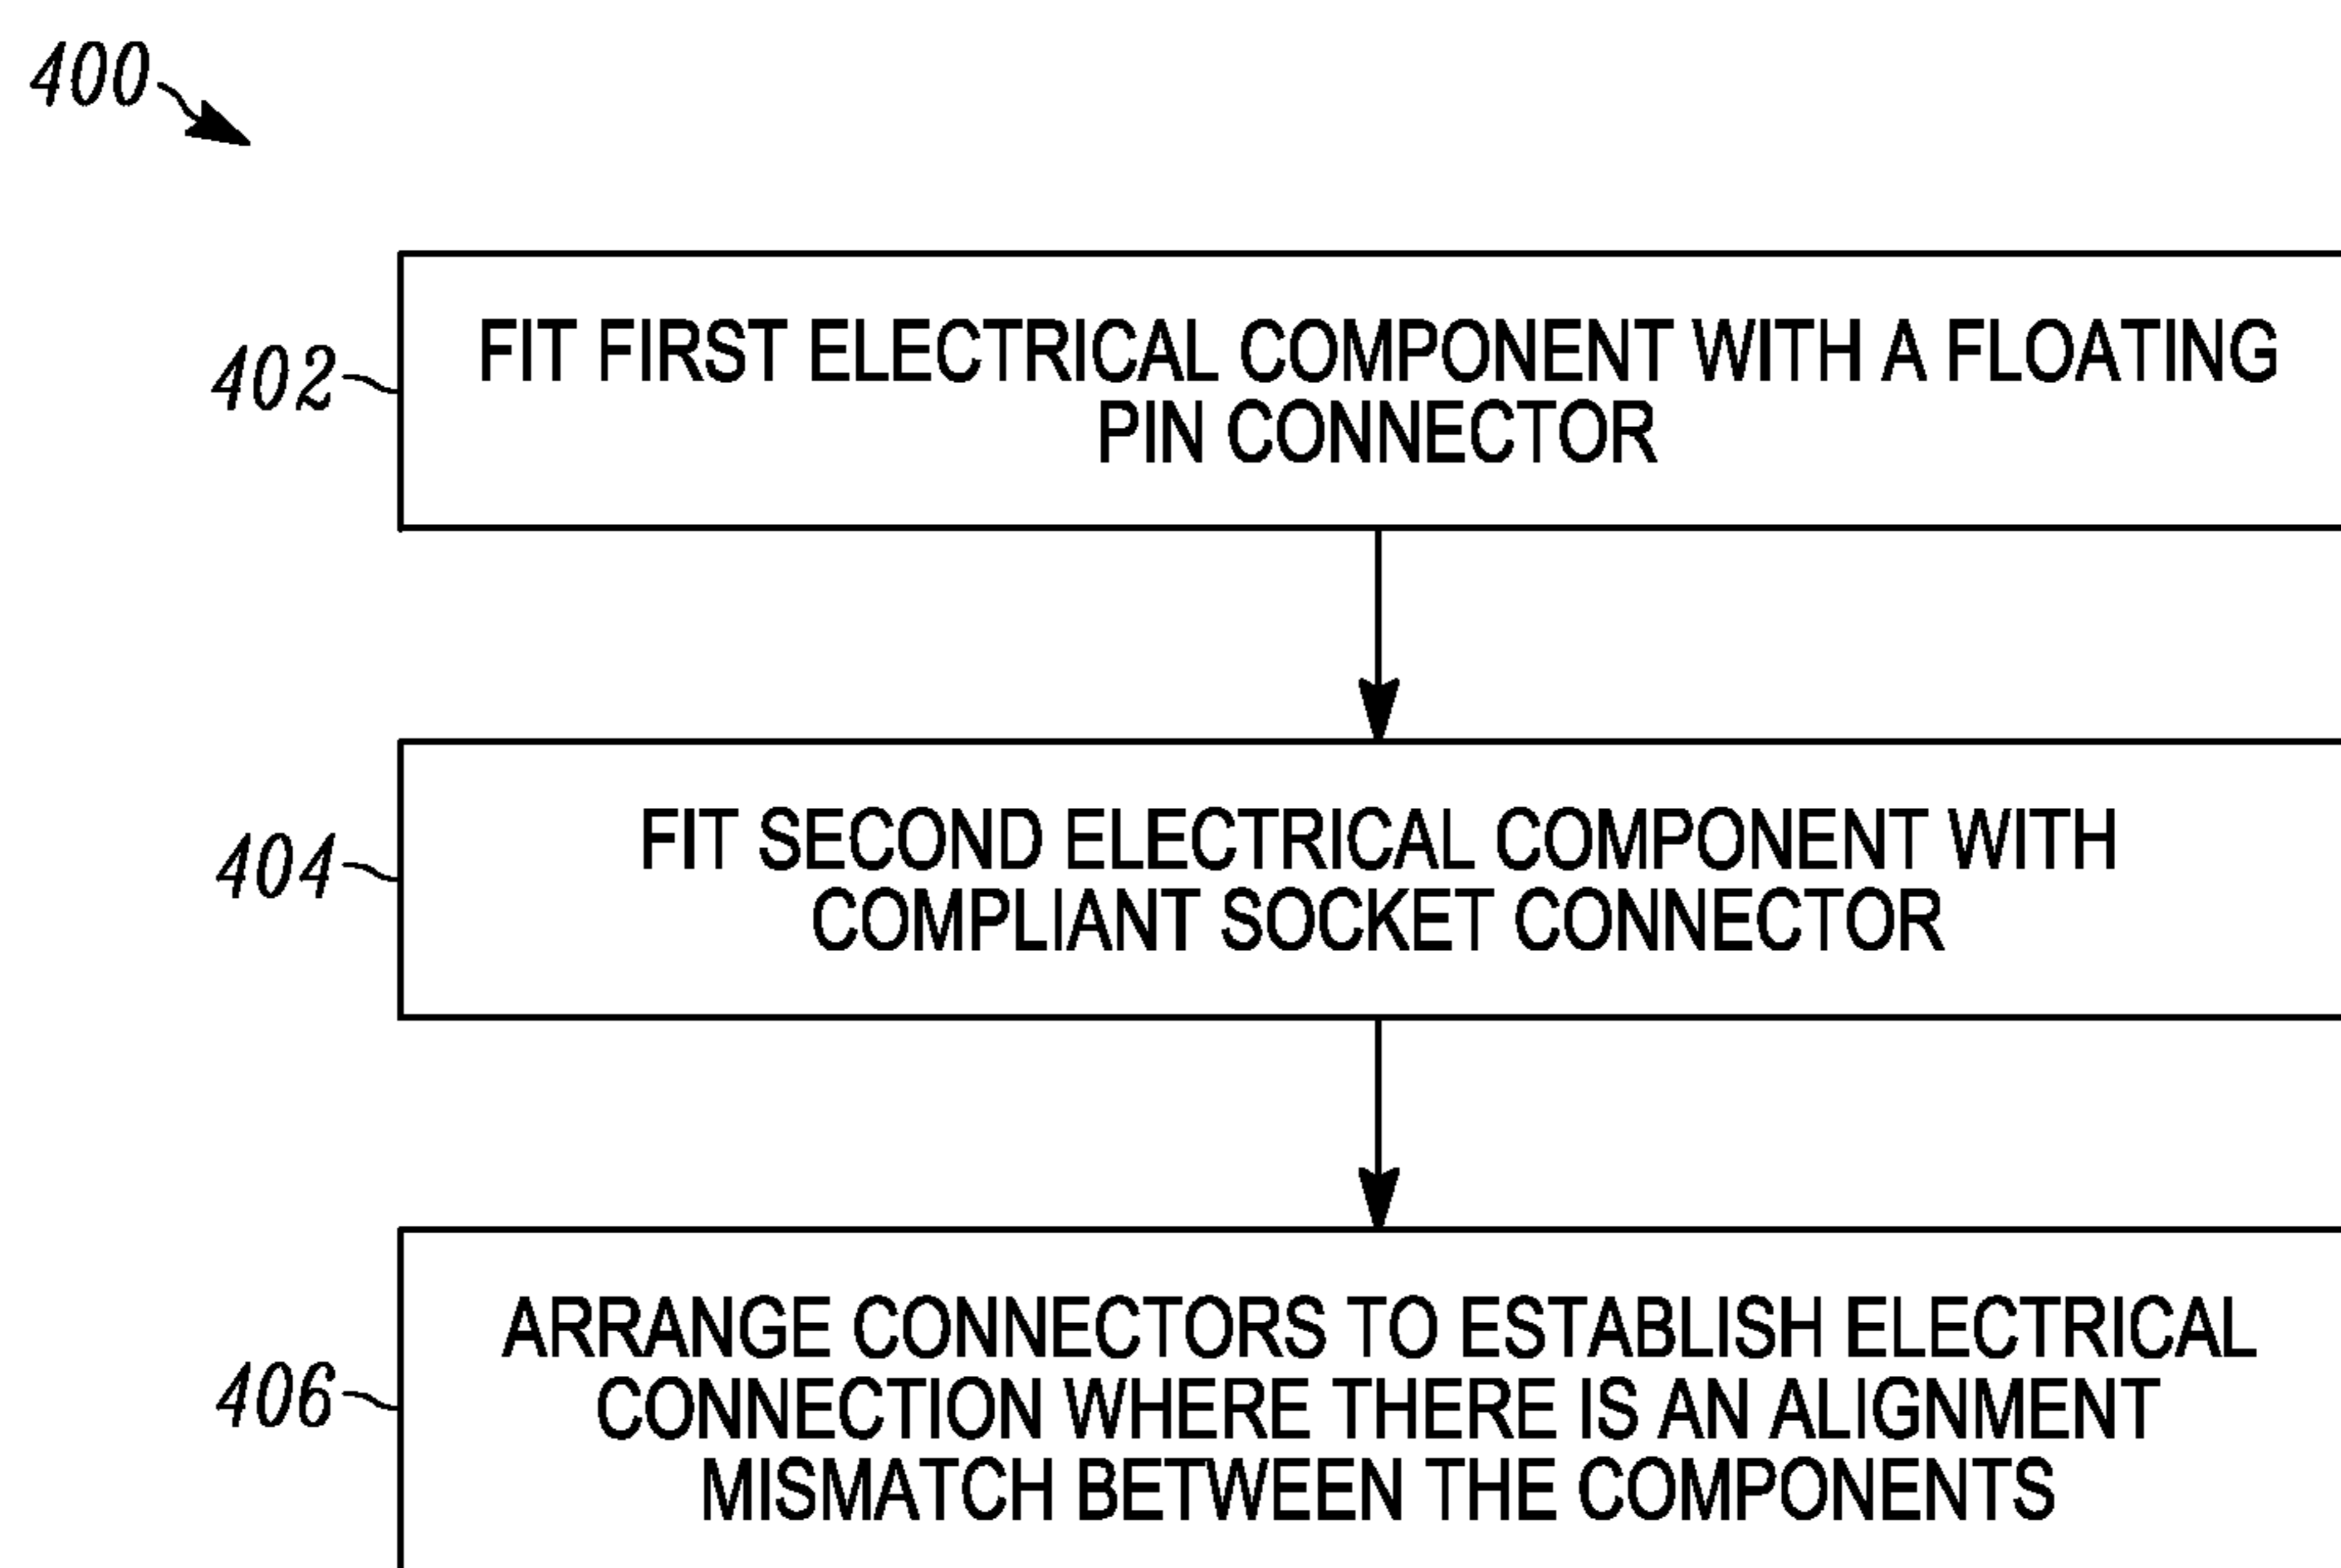 400
402
FIT FIRST ELECTRICAL COMPONENT WITH A FLOATING
PIN CONNECTOR
404
FIT SECOND ELECTRICAL COMPONENT WITH
COMPLIANT SOCKET CONNECTOR
406
ARRANGE CONNECTORS TO ESTABLISH ELECTRICAL
CONNECTION WHERE THERE IS AN ALIGNMENT
MISMATCH BETWEEN THE COMPONENTS